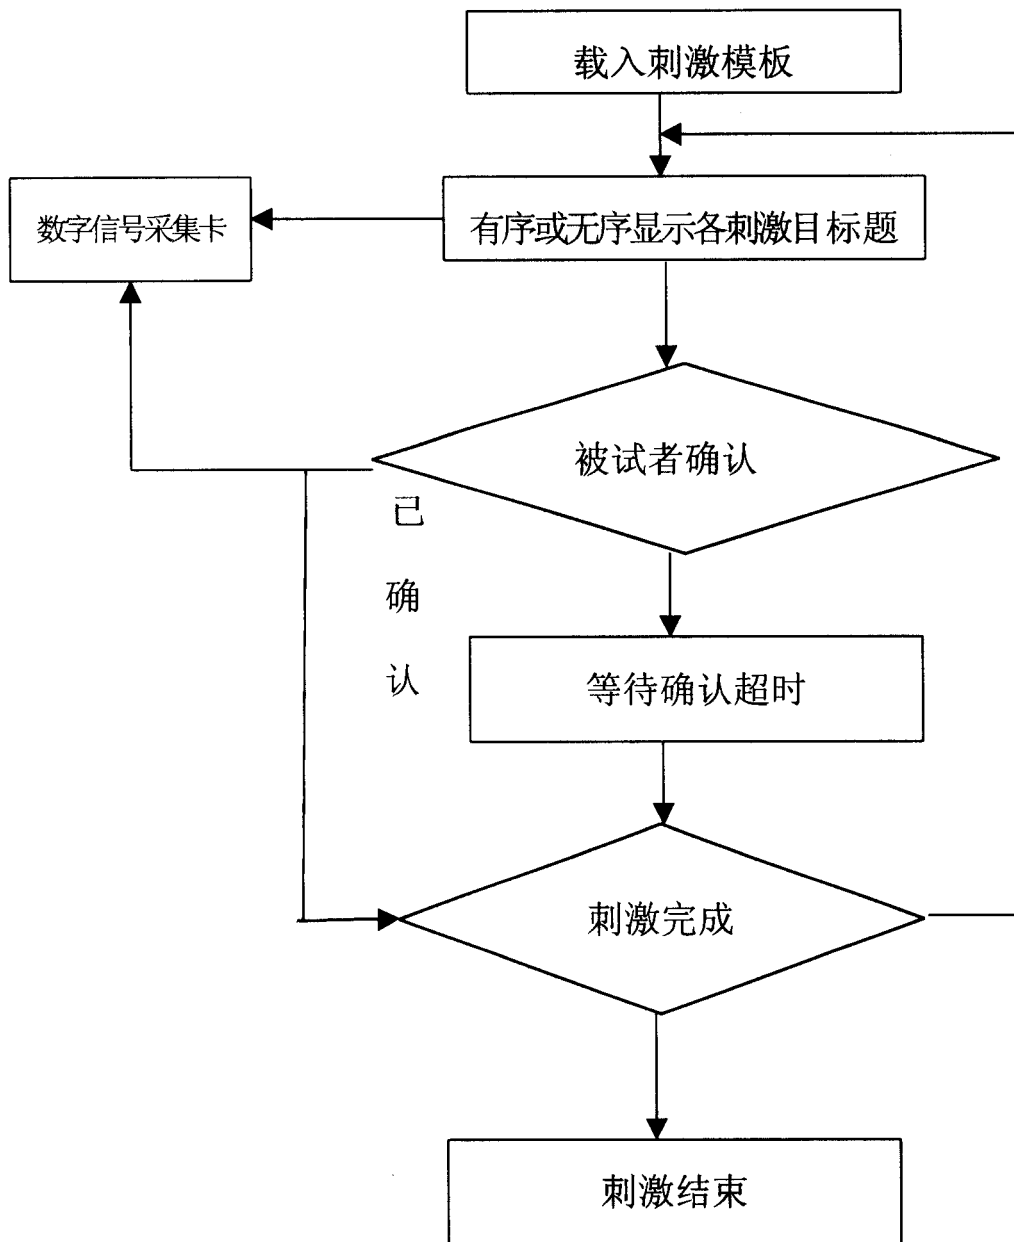 载入刺激模板
数字信号采集卡
有序或无序显示各刺激目标题
被试者确认
已
确
认
等待确认超时
刺激完成
刺激结束